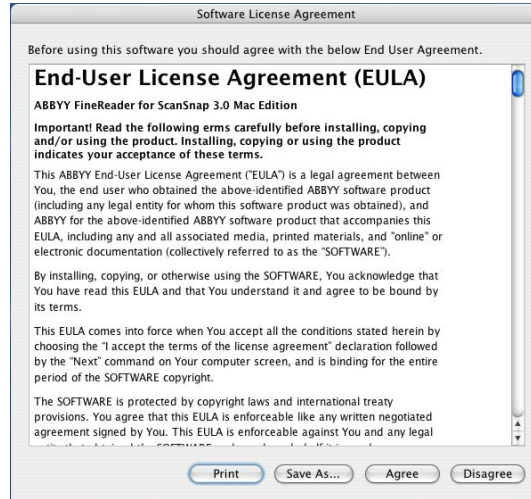 Software License Agreement
Before using this software you should agree with the below End User Agreement.
End-User License Agreement (EULA)
ABBYY FineReader for ScanSnap 3.0 Mac Edition
Important! Read the following erms carefully before installing, copying
and/or using the product. Installing, copying or using the product
indicates your acceptance of these terms.
This ABBYY End-User License Agreement ("EULA") is a legal agreement between
You, the end user who obtained the above-identified ABBYY software product
(including any legal entity for whom this software product was obtained), and
ABBYY for the above-identified ABBYY software product that accompanies this
EULA, including any and all associated media, printed materials, and "online" or
electronic documentation (collectively referred to as the "SOFTWARE").
By installing, copying, or otherwise using the SOFTWARE, You acknowledge that
You have read this EULA and that You understand it and agree to be bound by
its terms.
This EULA comes into force when You accept all the conditions stated herein by
choosing the "I accept the terms of the license agreement" declaration followed
by the "Next" command on Your computer screen, and is binding for the entire
period of the SOFTWARE copyright.
The SOFTWARE is protected by copyright laws and international treaty
provisions. You agree that this EULA is enforceable like any written negotiated
agreement signed by You. This EULA is enforceable against You and any legal
Print Save As... Agree Disagree